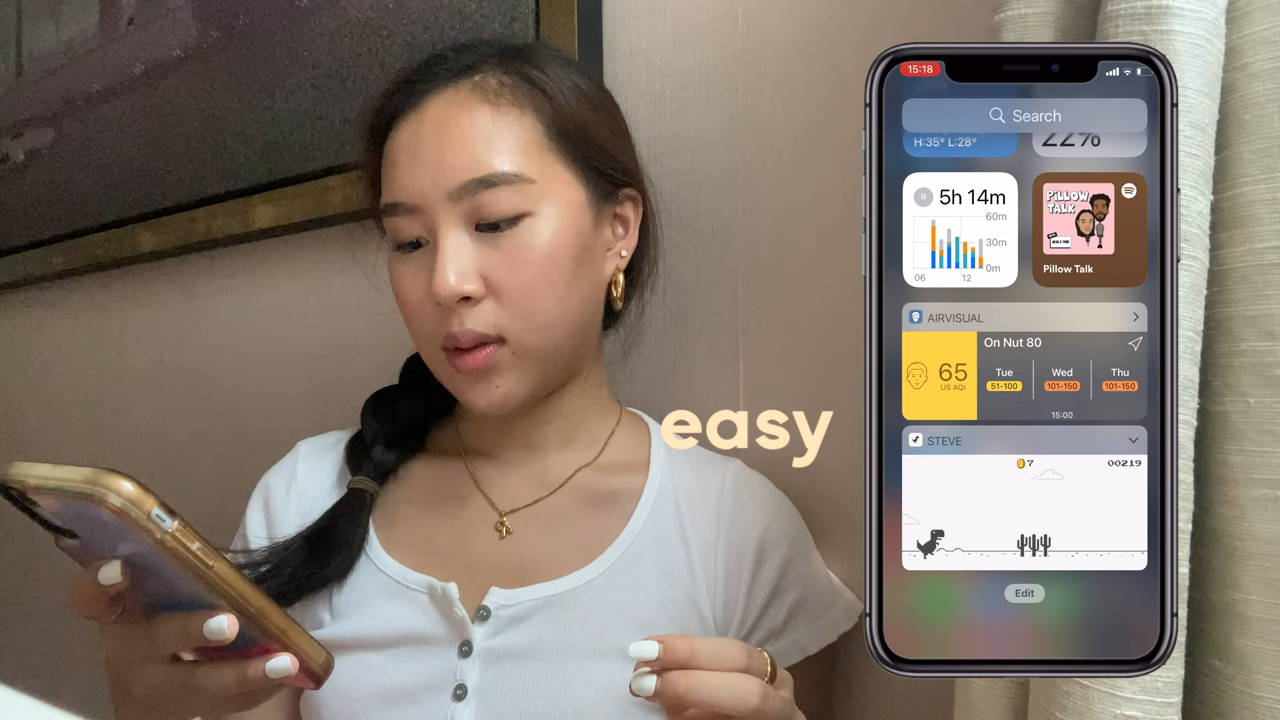 easy
15:18
Search
H:35° L:28°
22%
R 5h 14m
60m
30m
0m
06 12
PiLLOW
TALK
Pillow Talk
AIRVISUAL
On Nut 80
65
US AQI
Tue Wed Thu
51-100 101-150 101-150
15:00
STEVE
7 00219
Edit